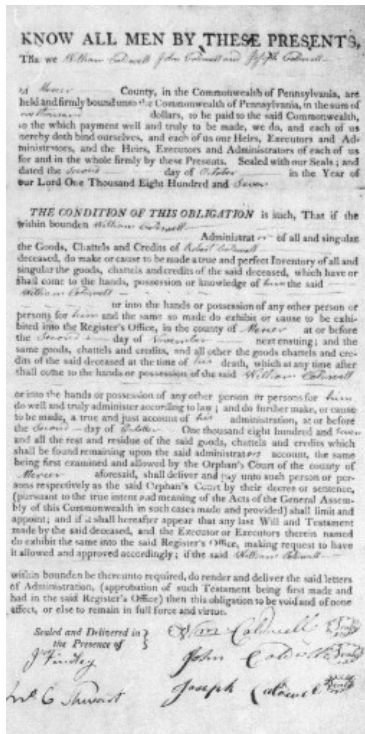 KNOW ALL MEN BY THESE PRESENTS,
That we William Caldwell John Caldwell and Joseph Caldwell
of Mercer County, in the Commonwealth of Pennsylvania, are
held and firmly bound unto the Commonwealth of Pennsylvania, in the sum of
dollars, to be paid to the said Commonwealth,
to the which payment well and truly to be made, we do, and each of us
hereby doth bind ourselves, and each of us our Heirs, Executors and Ad-
ministrators, and the Heirs, Executors and Administrators of each of us
for and in the whole firmly by these Presents. Sealed with our Seals; and
dated the Second day of October in the Year of
our Lord One Thousand Eight Hundred and Seven
THE CONDITION OF THIS OBLIGATION is such, That if the
within bounden William Caldwell
Administrator of all and singular
the Goods, Chattels and Credits of Robert Caldwell
deceased, do make or cause to be made a true and perfect Inventory of all and
singular the goods, chattels and credits of the said deceased, which have or
shall come to the hands, possession or knowledge of him the said
William Caldwell
or into the hands or possession of any other person or
persons for him and the same so made do exhibit or cause to be exhi-
bited into the Register's Office, in the county of Mercer at or before
the Second day of November next ensuing; and the
same goods, chattels and credits, and all other the goods chattels and cre-
dits of the said deceased at the time of his death, which at any time after
shall come to the hands or possession of the said William Caldwell
or into the hands or possession of any other person or persons for him
do well and truly administer according to law; and do further make, or cause
to be made, a true and just account of his administration, at or before
the Second day of October One thousand eight hundred and
and all the rest and residue of the said goods, chattels and credits which
shall be found remaining upon the said administrators account, the same
being first examined and allowed by the Orphan's Court of the county of
Mercer aforesaid, shall deliver and pay unto such person or per-
sons respectively as the said Orphan's Court by their decree or sentence,
(pursuant to the true intent and meaning of the Acts of the General Assem-
bly of this Commonwealth in such cases made and provided) shall limit and
appoint; and if it shall hereafter appear that any last Will and Testament
made by the said deceased, and the Executor or Executors therein named
do exhibit the same into the said Register's Office, making request to have
it allowed and approved accordingly; if the said William Caldwell
within bounden be thereunto required, do render and deliver the said letters
of Administration, (approbation of such Testament being first made and
had in the said Register's Office) then this obligation to be void and of none
effect, or else to remain in full force and virtue.
Sealed and Delivered in
the Presence of
Wm Caldwell
Jn Findley
John Caldwell
Joseph Caldwell